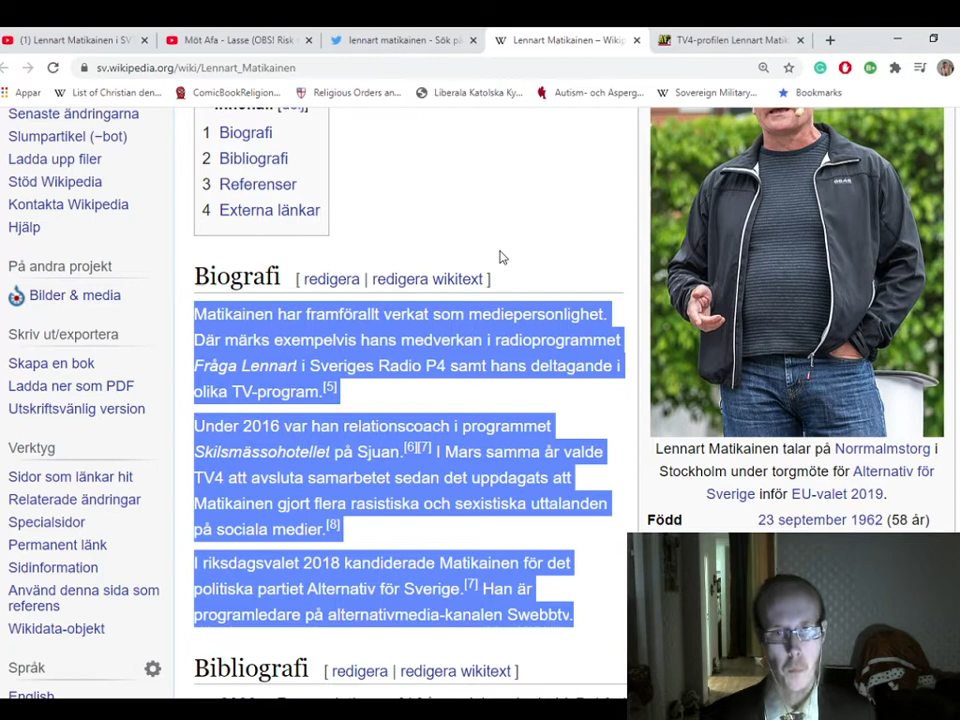 (1) Lennart Matikainen i SV
Möt Afa - Lasse (OBS! Risk
lennart matikainen - Sök på
Lennart Matikainen – Wikip
TV4-profilen Lennart Matik
sv.wikipedia.org/wiki/Lennart_Matikainen
Appar
List of Christian den...
ComicBookReligion...
Religious Orders an...
Liberala Katolska Ky...
Autism- och Asperg...
Sovereign Military...
Bookmarks
Senaste ändringarna
Slumpartikel (−bot)
Ladda upp filer
Stöd Wikipedia
Kontakta Wikipedia
Hjälp
På andra projekt
Bilder & media
Skriv ut/exportera
Skapa en bok
Ladda ner som PDF
Utskriftsvänlig version
Verktyg
Sidor som länkar hit
Relaterade ändringar
Specialsidor
Permanent länk
Sidinformation
Använd denna sida som
referens
Wikidata-objekt
Språk
English
1 Biografi
2 Bibliografi
3 Referenser
4 Externa länkar
Biografi [ redigera | redigera wikitext ]
Matikainen har framförallt verkat som mediepersonlighet.
Där märks exempelvis hans medverkan i radioprogrammet
Fråga Lennart i Sveriges Radio P4 samt hans deltagande i
olika TV-program.[5]
Under 2016 var han relationscoach i programmet
Skilsmässohotellet på Sjuan.[6][7] I Mars samma år valde
TV4 att avsluta samarbetet sedan det uppdagats att
Matikainen gjort flera rasistiska och sexistiska uttalanden
på sociala medier.[8]
I riksdagsvalet 2018 kandiderade Matikainen för det
politiska partiet Alternativ för Sverige.[7] Han är
programledare på alternativmedia-kanalen Swebbtv.
Bibliografi [ redigera | redigera wikitext ]
Lennart Matikainen talar på Norrmalmstorg i
Stockholm under torgmöte för Alternativ för
Sverige inför EU-valet 2019.
Född 23 september 1962 (58 år)